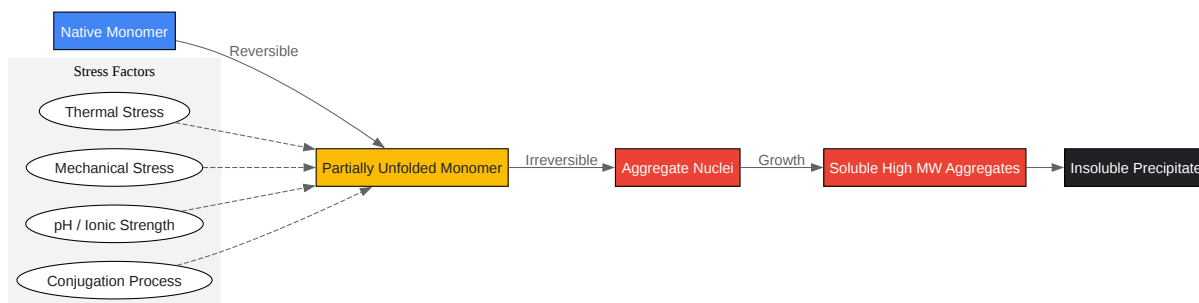 Native Monomer
Reversible
Stress Factors
Thermal Stress
Mechanical Stress
Partially Unfolded Monomer
Irreversible
Aggregate Nuclei
Growth
Soluble High MW Aggregates
Insoluble Precipitate
pH / Ionic Strength
Conjugation Process